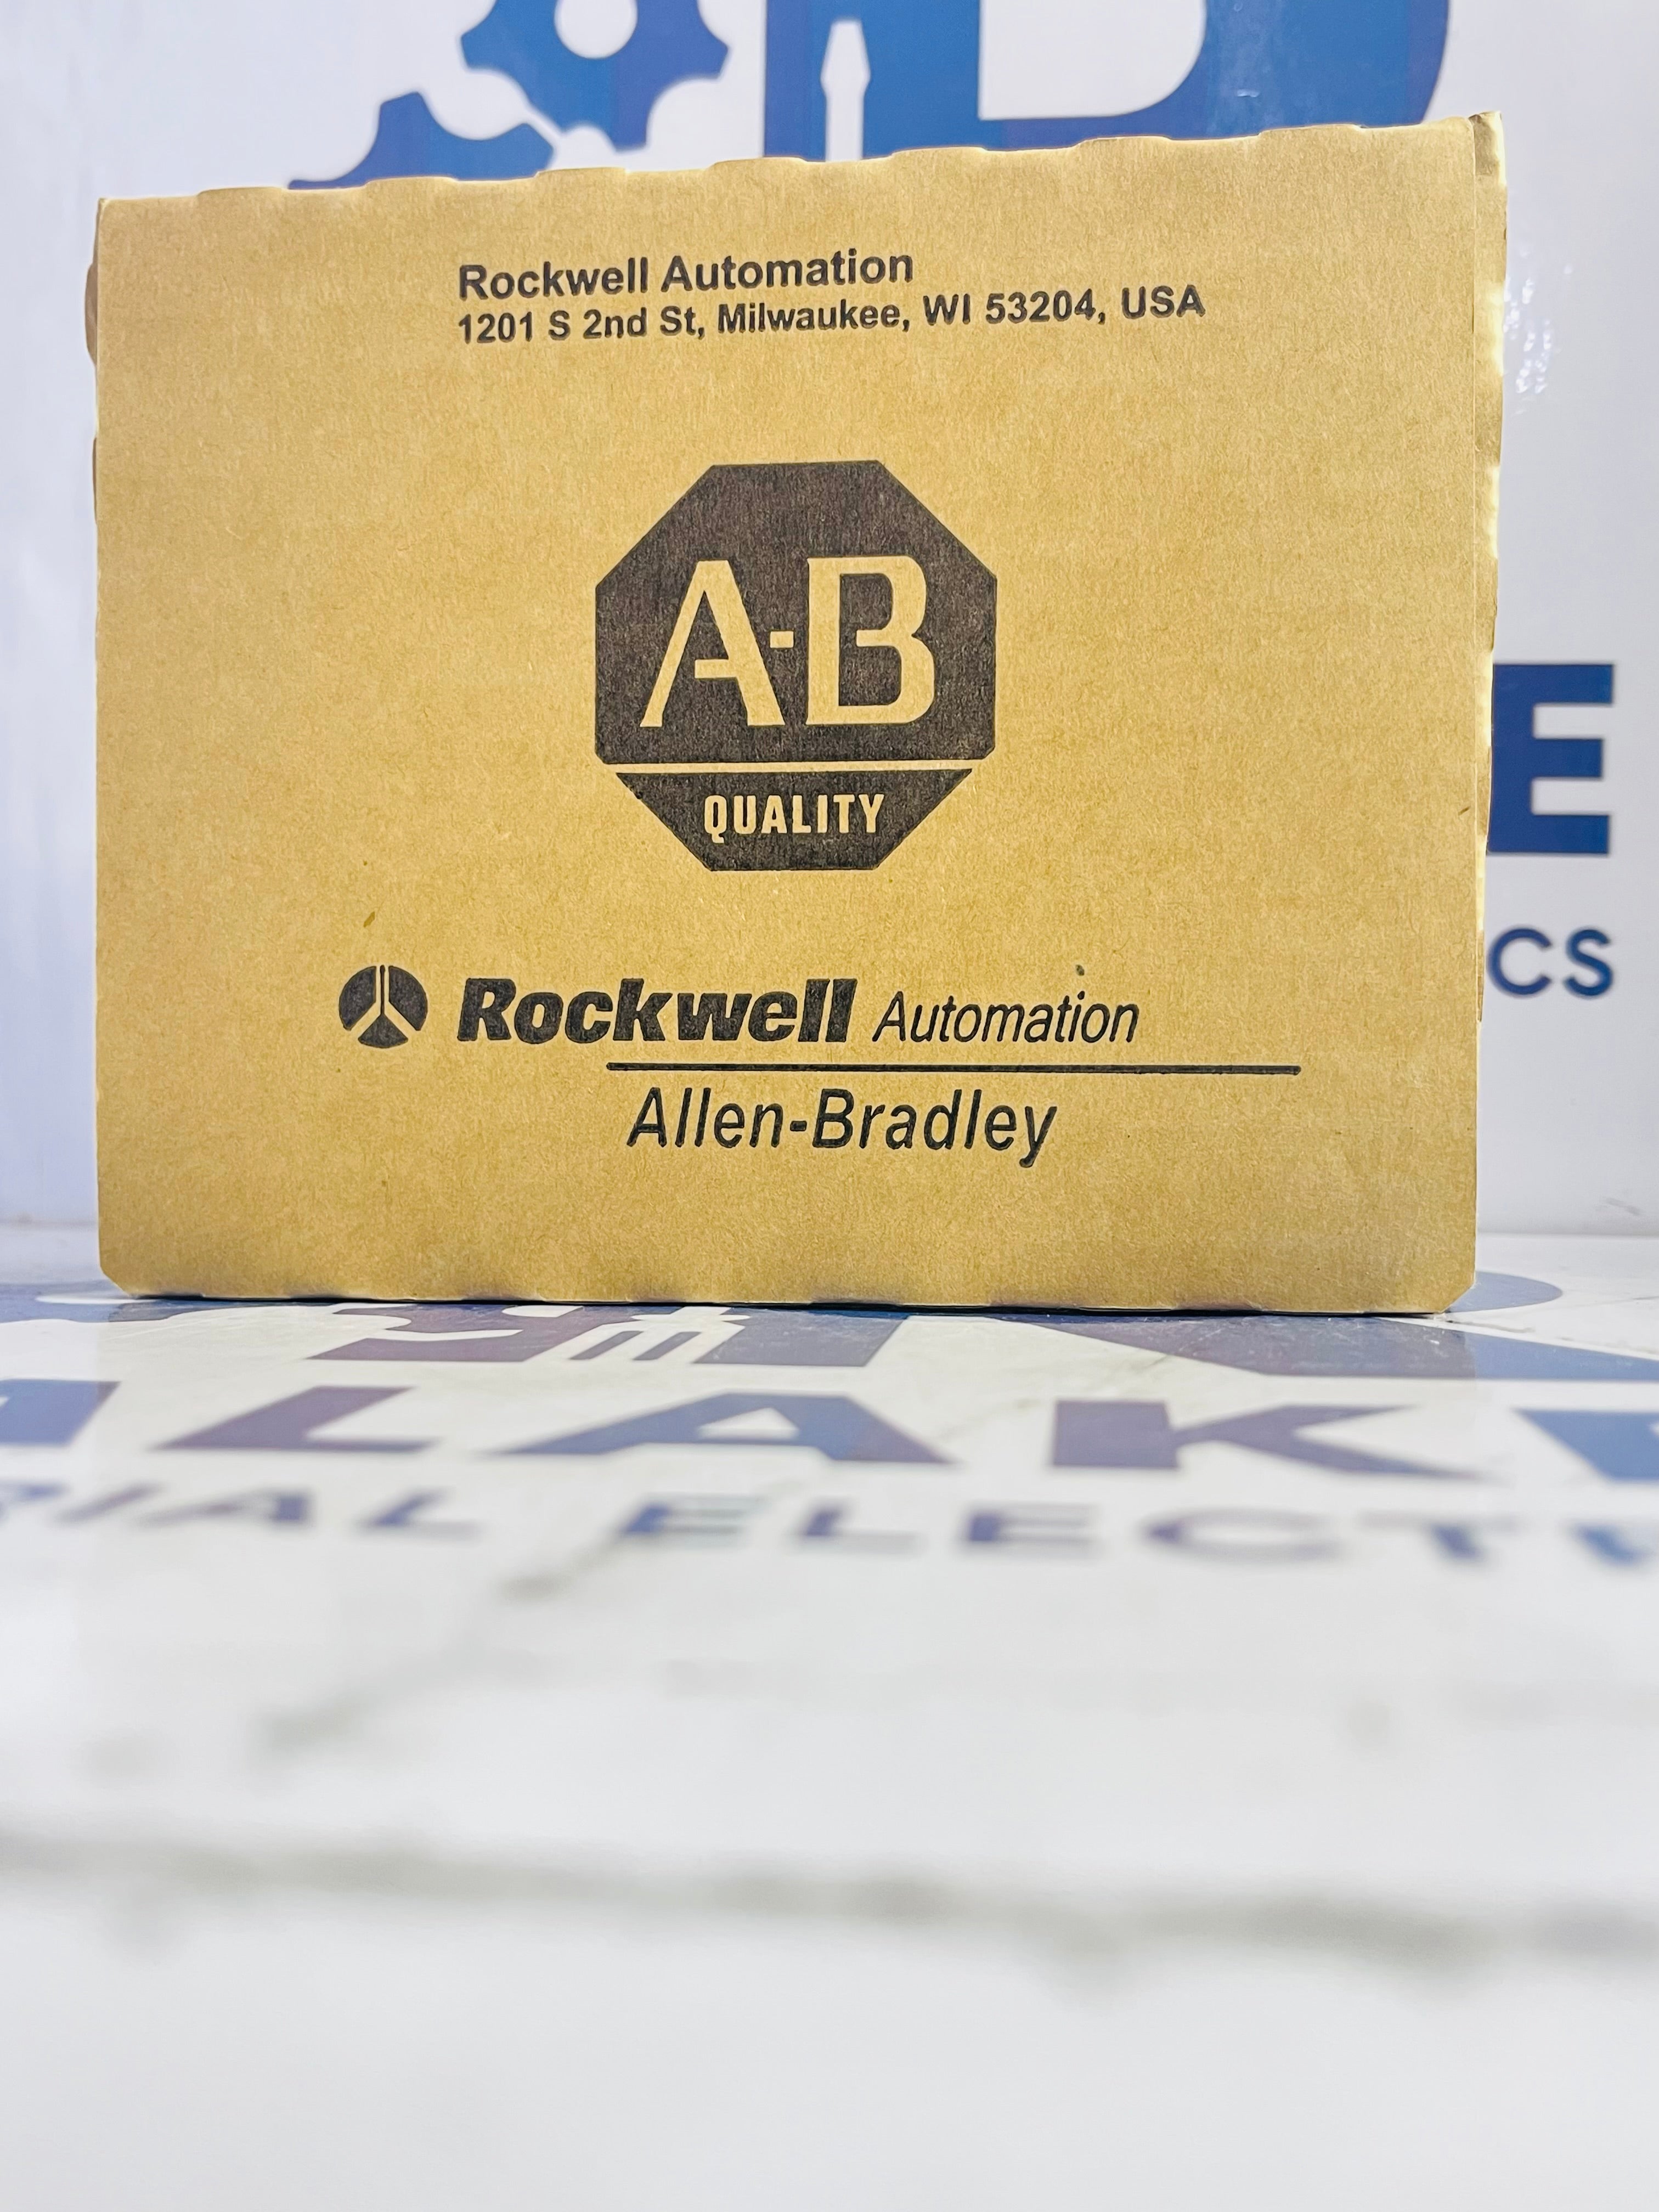 Rockwell Automation
1201 S 2nd St, Milwaukee, WI 53204, USA
A-B
QUALITY
Rockwell Automation
Allen-Bradley